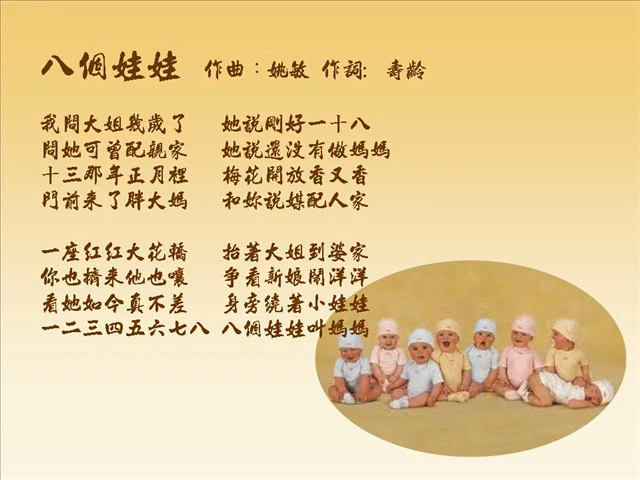 八個娃娃 作曲：姚敏 作詞: 壽齡
我問大姐幾歲了 她說剛好一十八
問她可曾配親家 她說還沒有做媽媽
十三那年正月裡 梅花開放香又香
門前来了胖大媽 和妳說媒配人家
一座紅紅大花轎 抬著大姐到婆家
你也擠来他也嚷 爭看新娘鬧洋洋
看她如今真不差 身旁繞著小娃娃
一二三四五六七八 八個娃娃叫媽媽